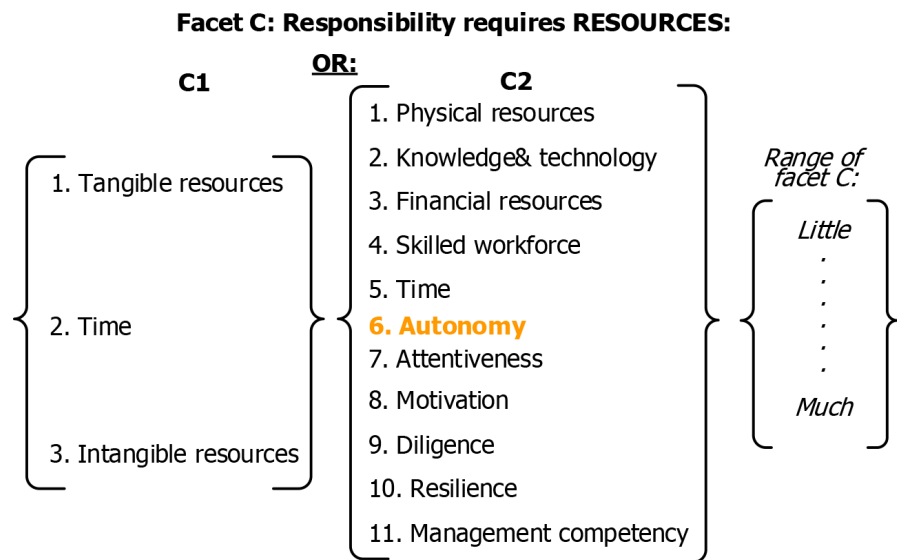 Facet C: Responsibility requires RESOURCES:
OR:
C1
1. Tangible resources
2. Time
3. Intangible resources
C2
1. Physical resources
2. Knowledge& technology
3. Financial resources
4. Skilled workforce
5. Time
6. Autonomy
7. Attentiveness
8. Motivation
9. Diligence
10. Resilience
11. Management competency
Range of
facet C:
Little
.
.
.
.
.
.
Much